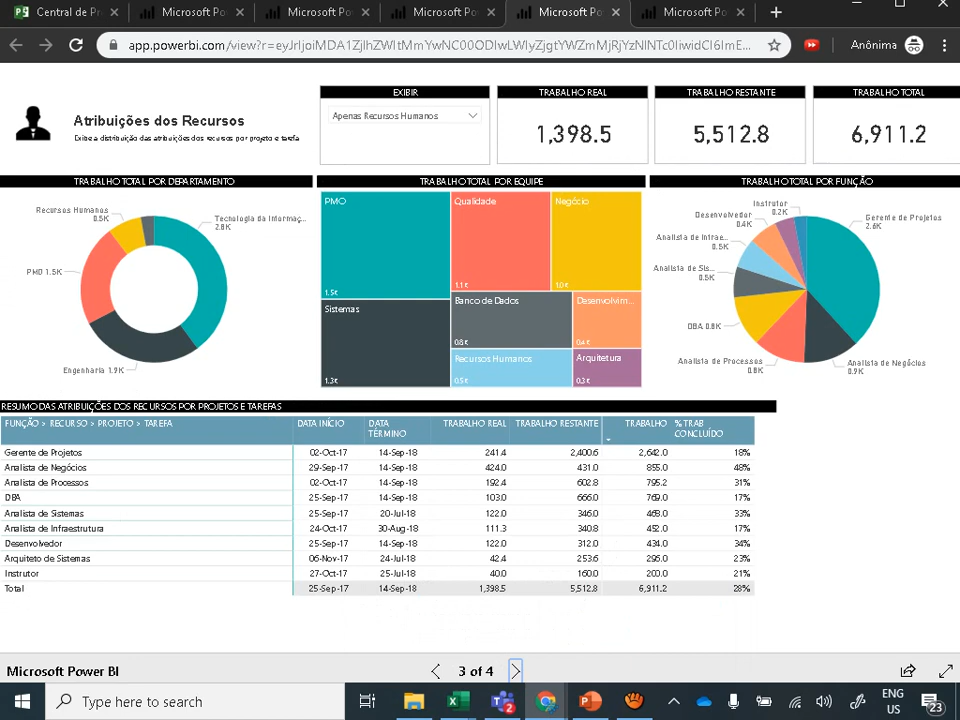 Central de P
Microsoft Po
Microsoft Po
Microsoft Po
Microsoft Po
Microsoft Po
Anônima
Atribuições dos Recursos
Exibe a distribuição das atribuições dos recursos por projeto e tarefa
EXIBIR
Apenas Recursos Humanos
TRABALHO REAL
1,398.5
TRABALHO RESTANTE
5,512.8
TRABALHO TOTAL
6,911.2
TRABALHO TOTAL POR DEPARTAMENTO
Recursos Humanos
0.5K
Tecnologia da Informaç...
2.8K
PMO 1.5K
Engenharia 1.9K
TRABALHO TOTAL POR EQUIPE
PMO
1.5K
Qualidade
1.1K
Negócio
1.0K
Sistemas
1.3K
Banco de Dados
0.8K
Desenvolvim...
0.4K
Recursos Humanos
0.5K
Arquitetura
0.3K
TRABALHO TOTAL POR FUNÇÃO
Instrutor
0.2K
Desenvolvedor
0.4K
Analista de Infrae...
0.5K
Analista de Sis...
0.5K
DBA 0.8K
Analista de Processos
0.8K
Gerente de Projetos
2.6K
Analista de Negócios
0.9K
RESUMO DAS ATRIBUIÇÕES DOS RECURSOS POR PROJETOS E TAREFAS
FUNÇÃO > RECURSO > PROJETO > TAREFA DATA INÍCIO DATA TÉRMINO TRABALHO REAL TRABALHO RESTANTE TRABALHO % TRAB CONCLUÍDO
Gerente de Projetos 02-Oct-17 14-Sep-18 241.4 2,400.6 2,642.0 18%
Analista de Negócios 29-Sep-17 14-Sep-18 424.0 431.0 855.0 48%
Analista de Processos 02-Oct-17 14-Sep-18 192.4 602.8 795.2 31%
DBA 25-Sep-17 14-Sep-18 103.0 666.0 769.0 17%
Analista de Sistemas 25-Sep-17 20-Jul-18 122.0 346.0 468.0 33%
Analista de Infraestrutura 24-Oct-17 30-Aug-18 111.3 340.8 452.0 17%
Desenvolvedor 25-Sep-17 14-Sep-18 122.0 312.0 434.0 34%
Arquiteto de Sistemas 06-Nov-17 24-Jul-18 42.4 253.6 296.0 23%
Instrutor 27-Oct-17 25-Jul-18 40.0 160.0 200.0 21%
Total 25-Sep-17 14-Sep-18 1,398.5 5,512.8 6,911.2 28%
Microsoft Power BI
3 of 4
Type here to search
2
ENG
US
23